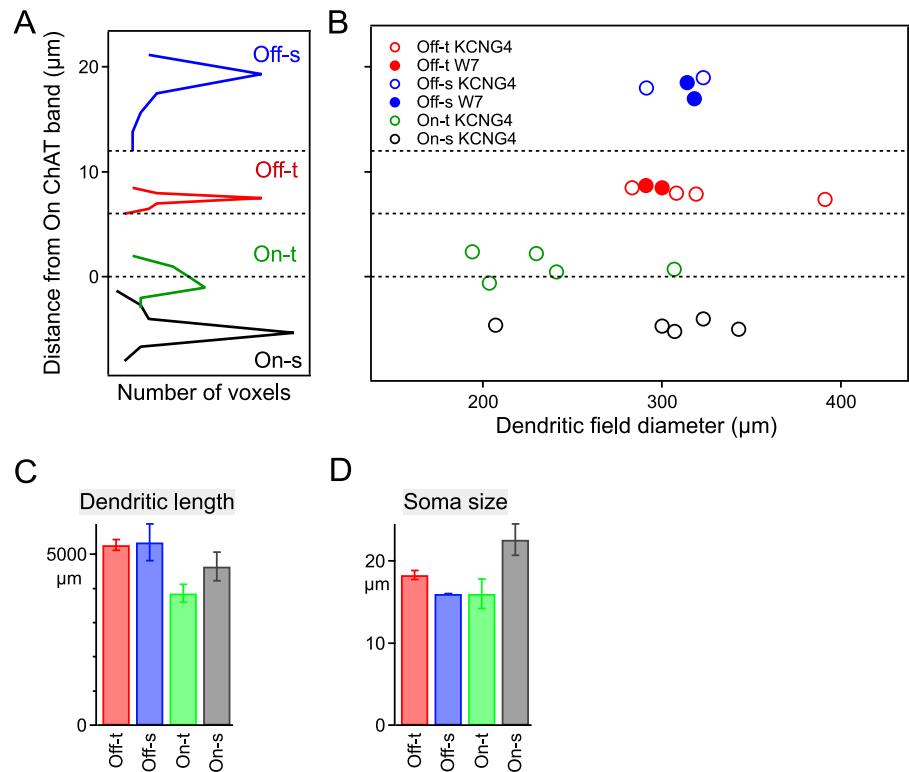 A
Distance from On ChAT band (µm)
20
10
0
Off-s
Off-t
On-t
On-s
Number of voxels
B
Off-t KCNG4
Off-t W7
Off-s KCNG4
Off-s W7
On-t KCNG4
On-s KCNG4
200
300
400
Dendritic field diameter (µm)
C
Dendritic length
5000
µm
0
Off-t
Off-s
On-t
On-s
D
Soma size
20
µm
10
0
Off-t
Off-s
On-t
On-s